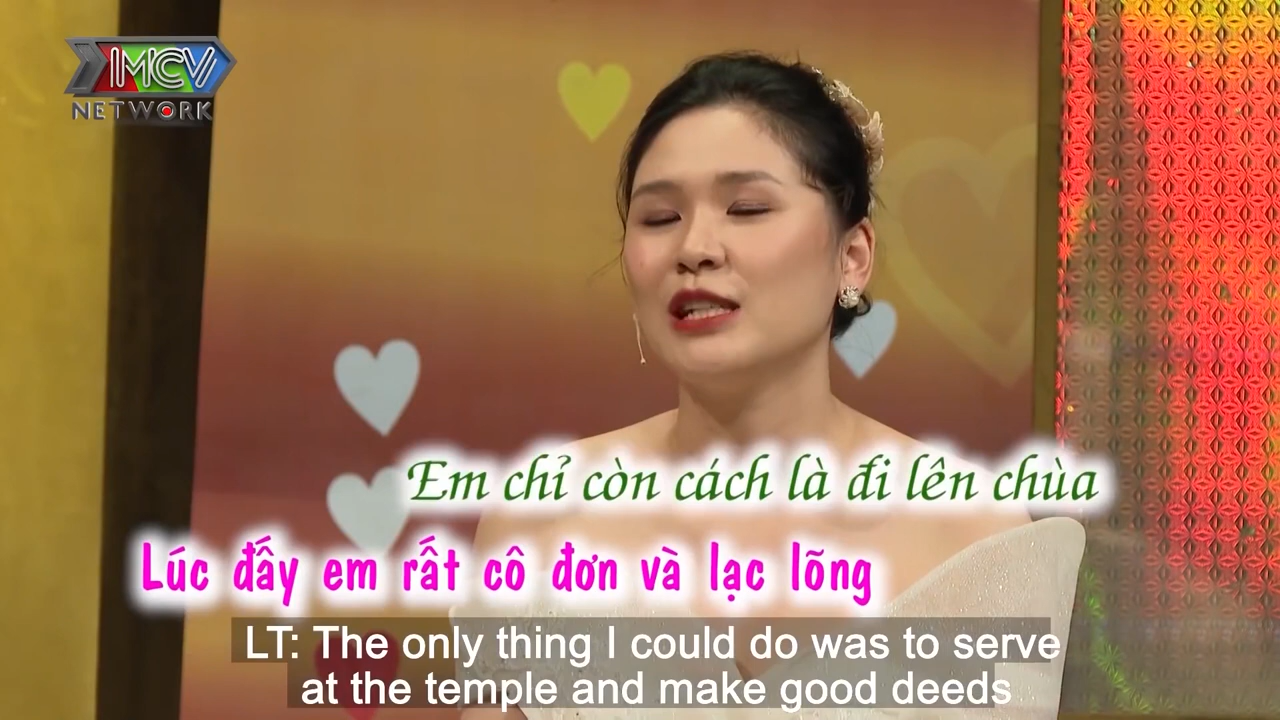 MCV
NETWORK
Em chỉ còn cách là đi lên chùa
Lúc đấy em rất cô đơn và lạc lõng
LT: The only thing I could do was to serve
at the temple and make good deeds